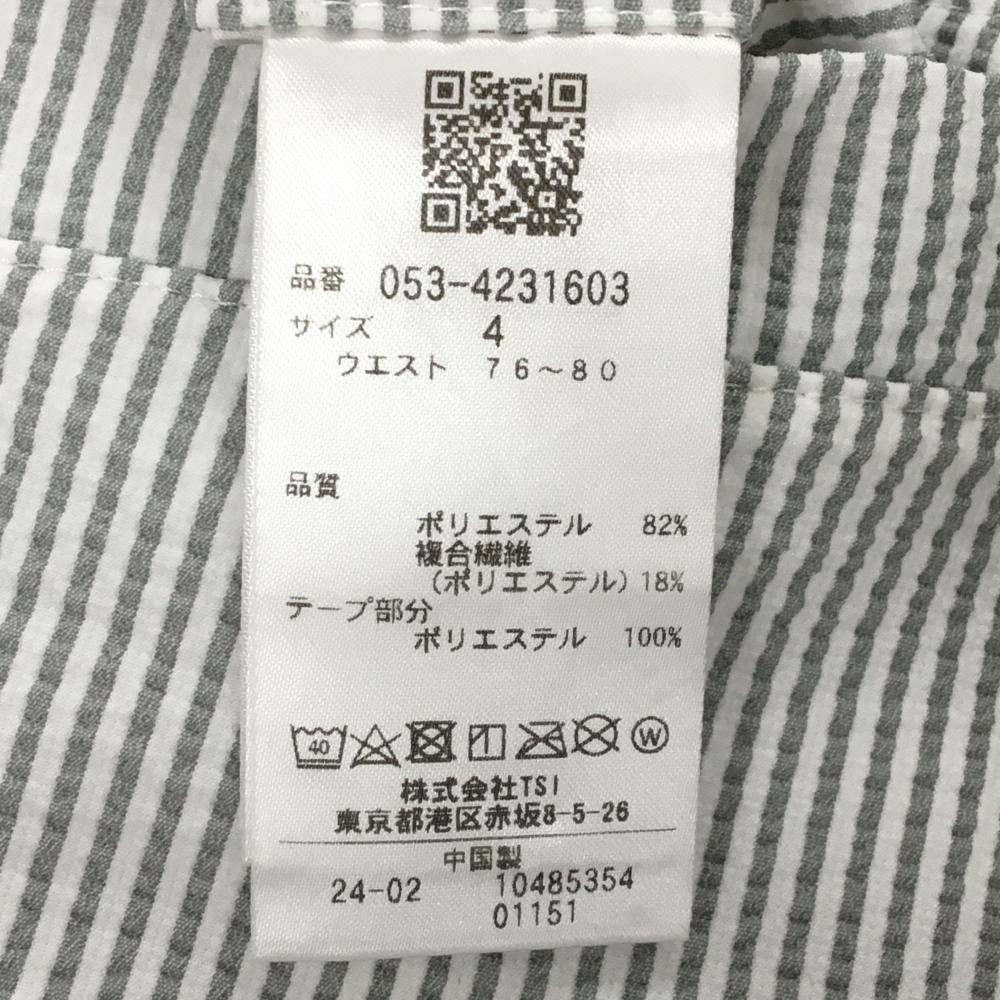 品番 053-4231603
サイズ 4
ウエスト 76～80
品質
ポリエステル 82%
複合繊維
(ポリエステル) 18%
テープ部分
ポリエステル 100%
40 W
株式会社TSI
東京都港区赤坂8-5-26
中国製
24-02 10485354
01151